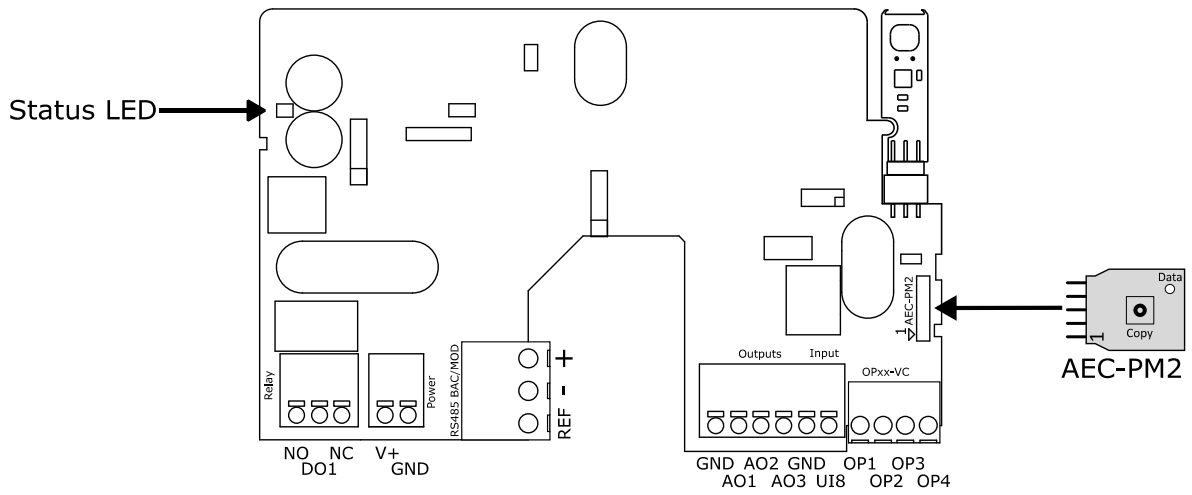 Status LED
Data
Copy
1
AEC-PM2
AEC-PM2
1
Outputs
Input
OPxx-VC
Relay
Power
RS485 BAC/MOD
+
-
REF
NO
NC
DO1
V+
GND
GND
AO2
GND
AO1
AO3
UI8
OP1
OP3
OP2
OP4